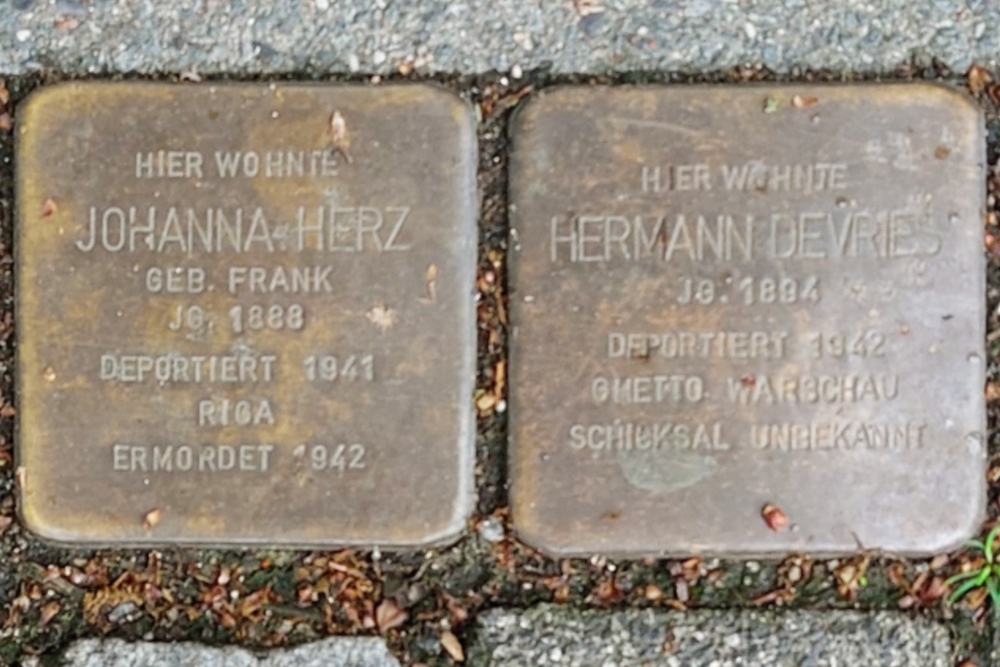 HIER WOHNTE
JOHANNA HERZ
GEB. FRANK
JG. 1888
DEPORTIERT 1941
RIGA
ERMORDET 1942
HIER WOHNTE
HERMANN DEVRIES
JG. 1894
DEPORTIERT 1942
GHETTO WARSCHAU
SCHICKSAL UNBEKANNT